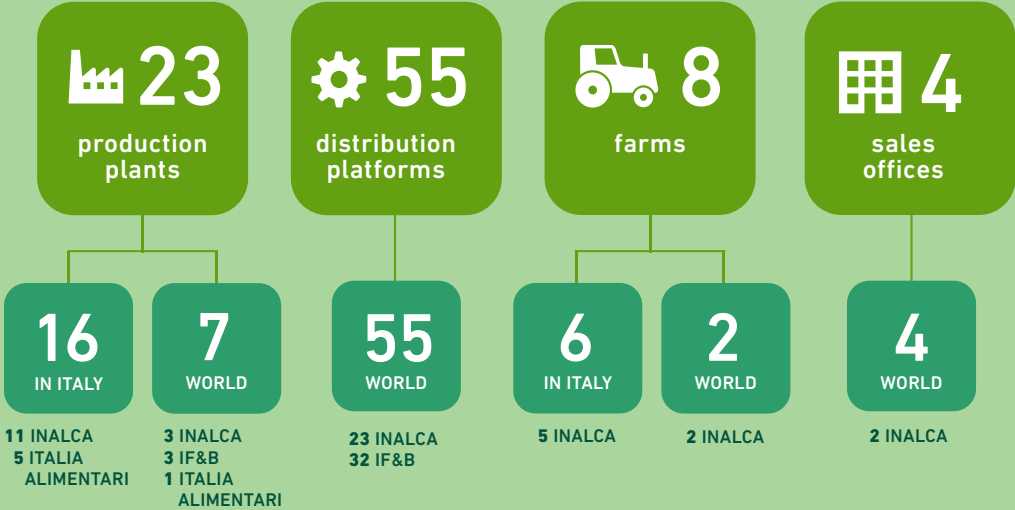 23
production
plants
55
distribution
platforms
8
farms
4
sales
offices
16
IN ITALY
7
WORLD
55
WORLD
6
IN ITALY
2
WORLD
4
WORLD
11 INALCA
5 ITALIA
ALIMENTARI
3 INALCA
3 IF&B
1 ITALIA
ALIMENTARI
23 INALCA
32 IF&B
5 INALCA
2 INALCA
2 INALCA